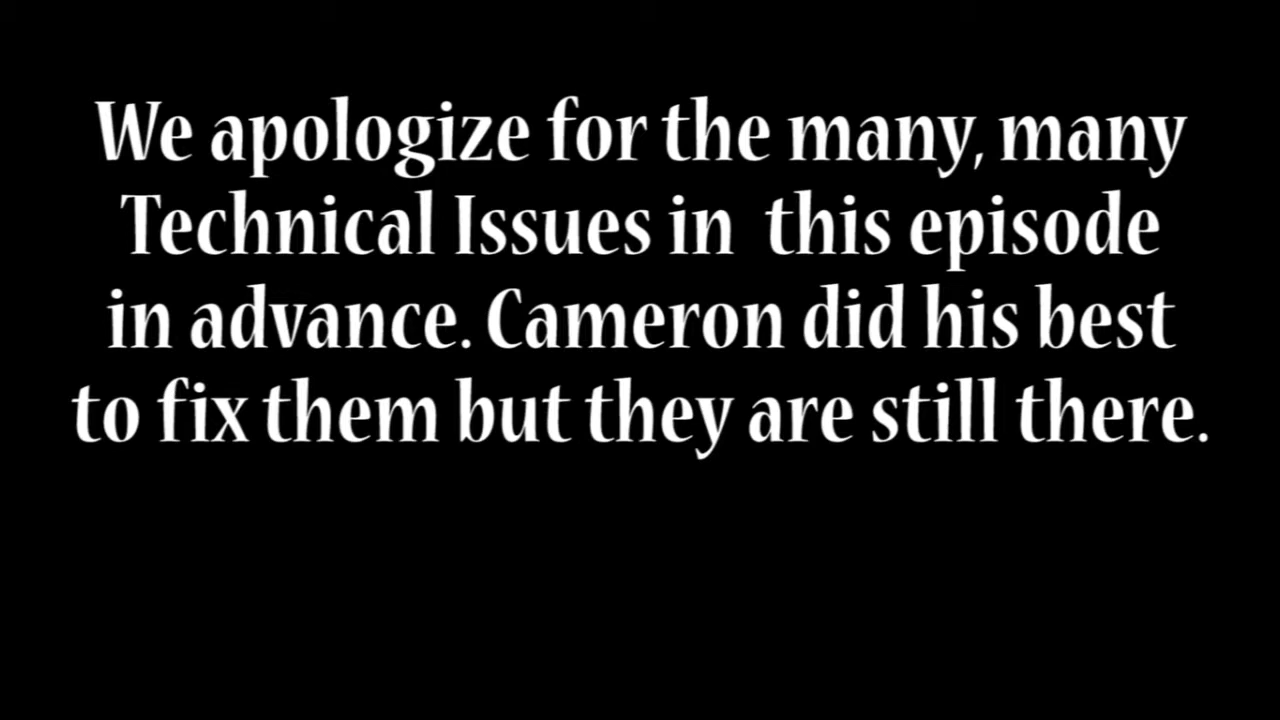 We apologize for the many, many
Technical Issues in  this episode
in advance. Cameron did his best
to fix them but they are still there.